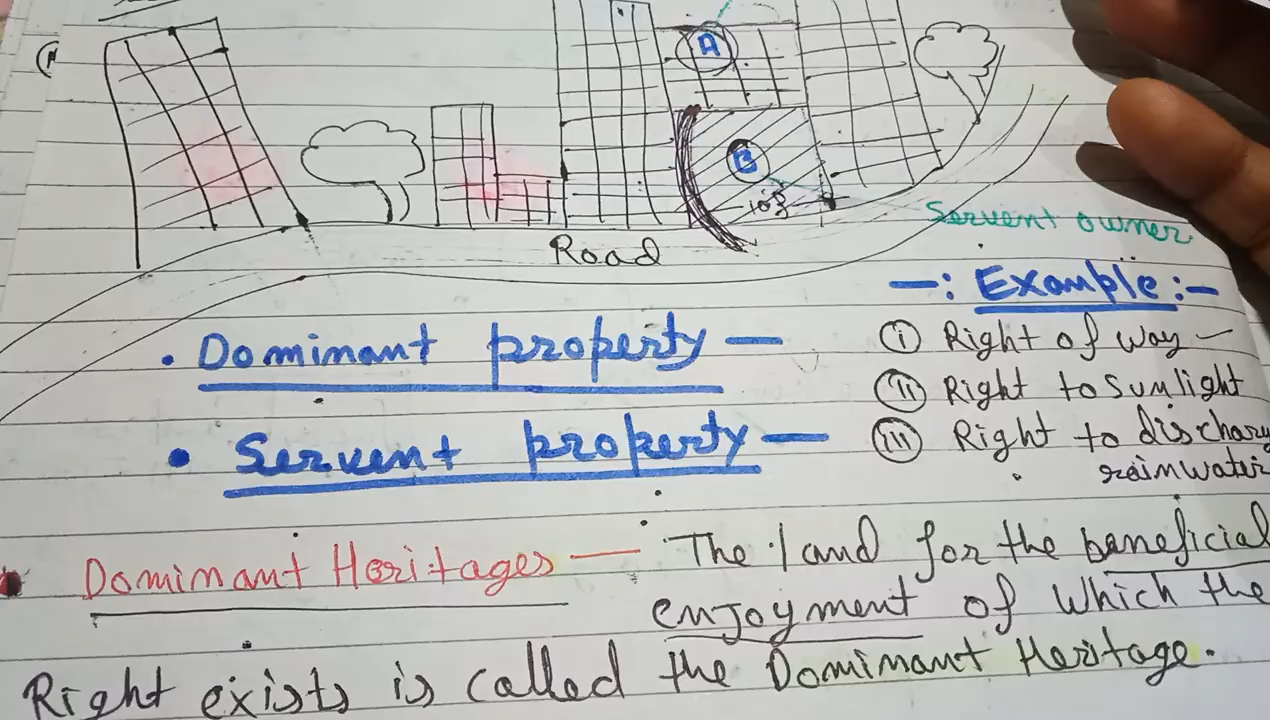 A
B
Servent owner
Road
—: Example :-
• Dominant property —
(i) Right of way —
(ii) Right to sunlight
• Servent property —
(iii) Right to discharg
rainwater
Dominant Heritages — The land for the beneficial
enjoyment of which the
Right exists is called the Dominant Heritage.